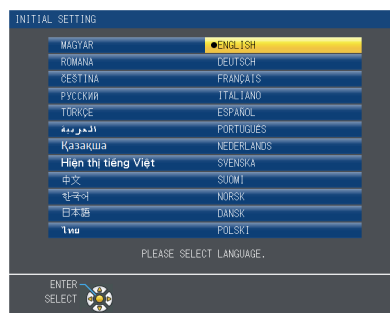 INITIAL SETTING
MAGYAR ●ENGLISH
ROMÂNA DEUTSCH
ČEŠTINA FRANÇAIS
РУССКИЙ ITALIANO
TÜRKÇE ESPAÑOL
العربية PORTUGUÊS
Қазақша NEDERLANDS
Hiện thị tiếng Việt SVENSKA
中文 SUOMI
한국어 NORSK
日本語 DANSK
ไทย POLSKI
PLEASE SELECT LANGUAGE.
ENTER
SELECT